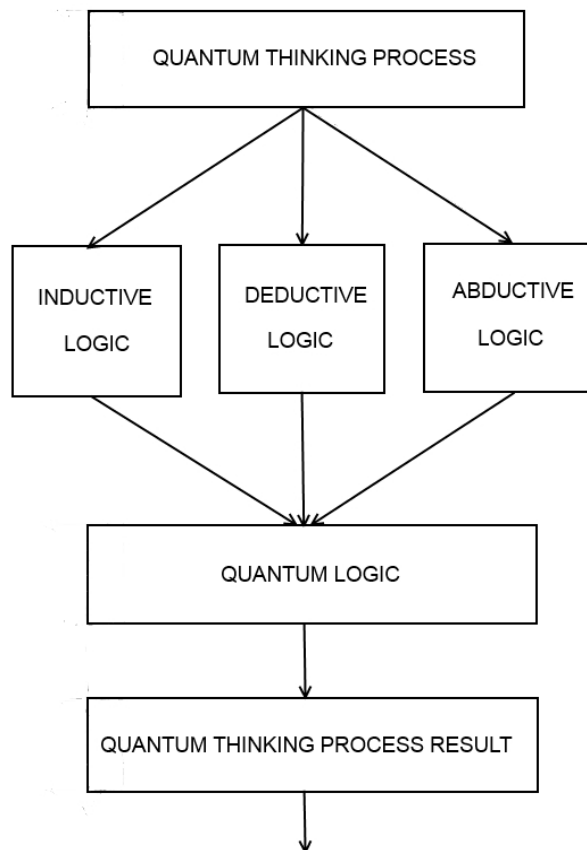 QUANTUM THINKING PROCESS
INDUCTIVE
LOGIC
DEDUCTIVE
LOGIC
ABDUCTIVE
LOGIC
QUANTUM LOGIC
QUANTUM THINKING PROCESS RESULT